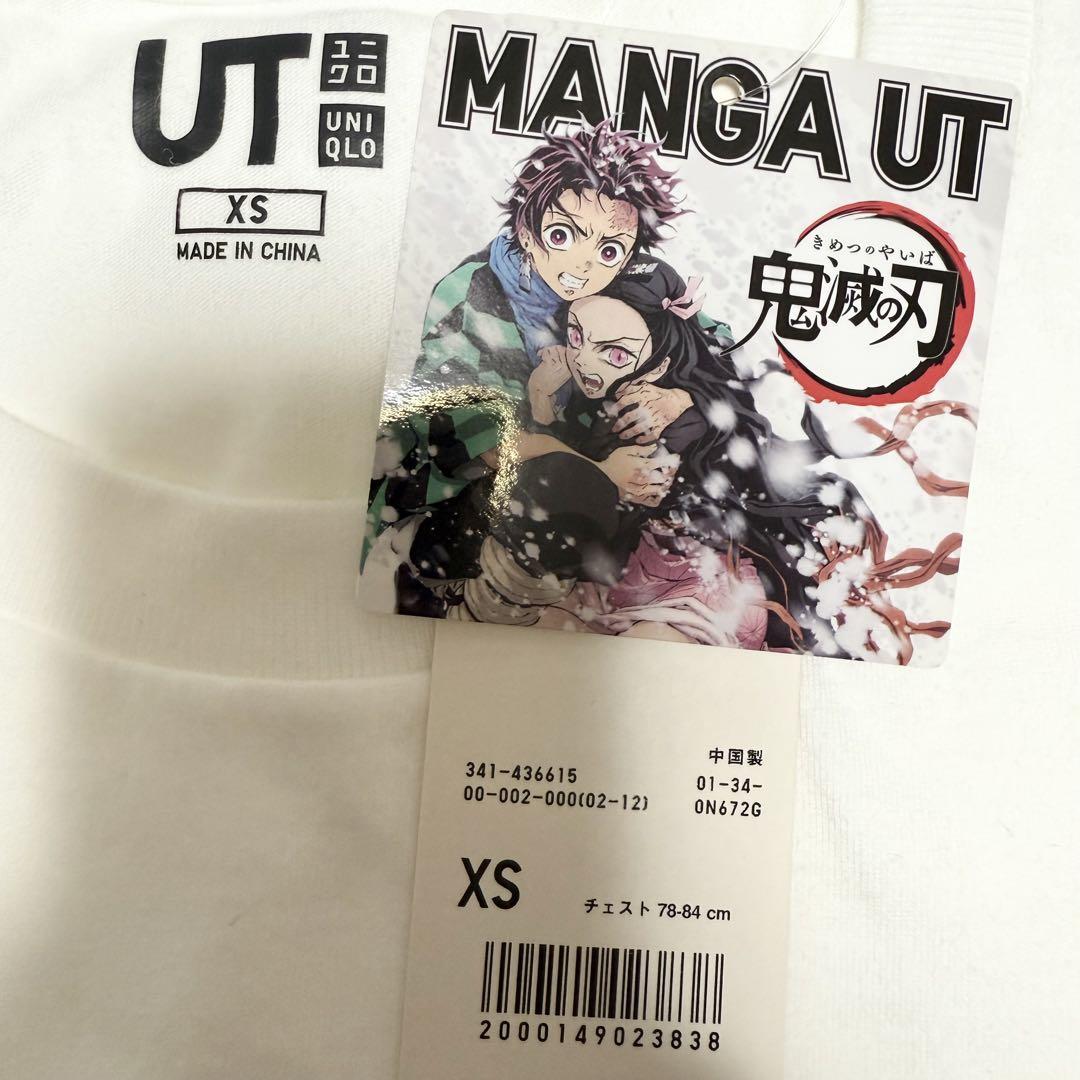 UT
ユニ
クロ
UNI
QLO
XS
MADE IN CHINA
MANGA UT
きめつのやいば
鬼滅の刃
中国製
341-436615
01-34-
00-002-000(02-12)
0N672G
XS
チェスト 78-84 cm
2000149023838